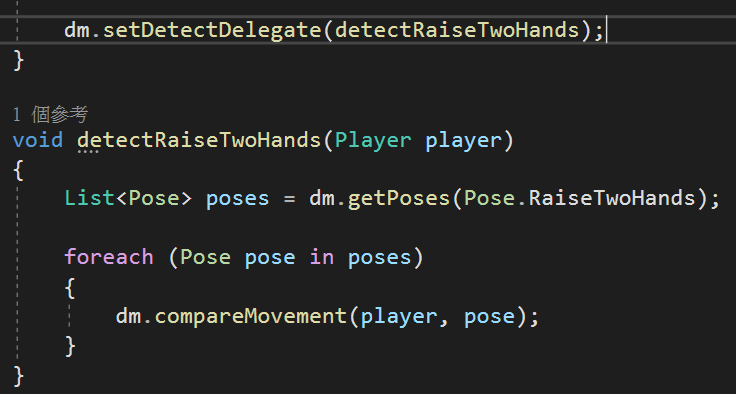 dm.setDetectDelegate(detectRaiseTwoHands);
}
1 個參考
void detectRaiseTwoHands(Player player)
{
List<Pose> poses = dm.getPoses(Pose.RaiseTwoHands);
foreach (Pose pose in poses)
{
dm.compareMovement(player, pose);
}
}